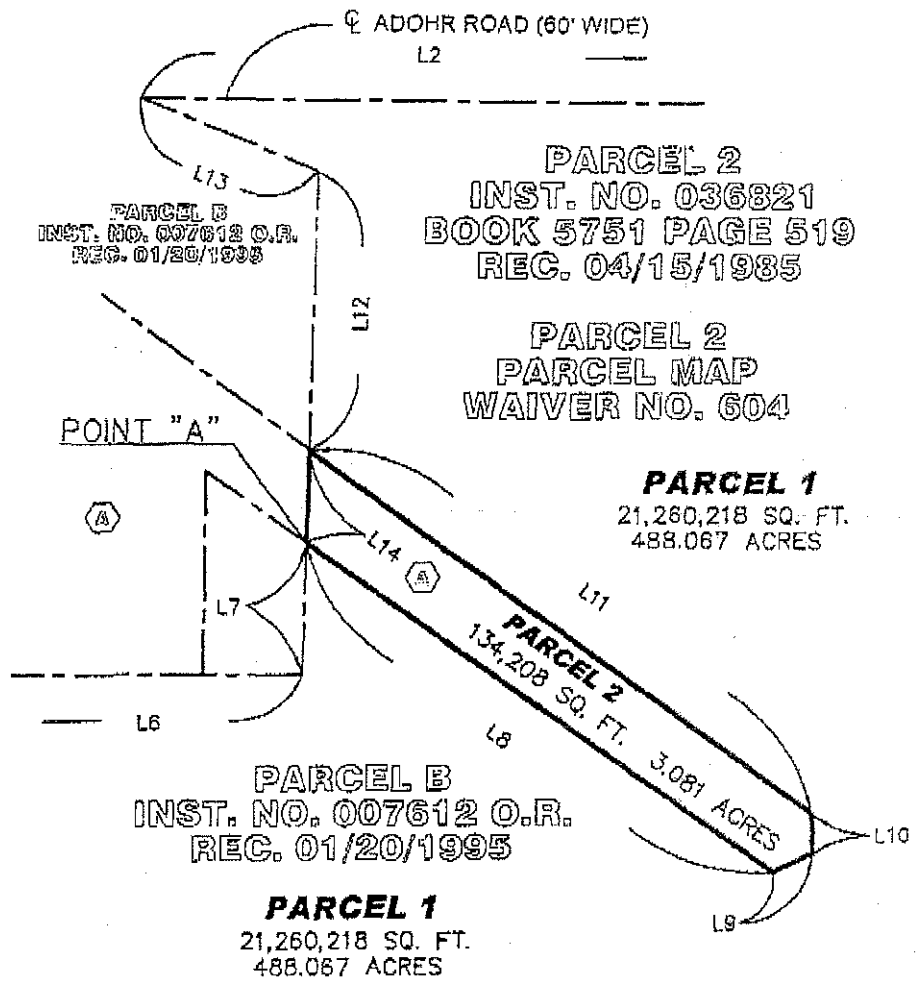 ℄ ADOHR ROAD (60' WIDE)
L2
L13
PARCEL B
INST. NO. 007612 O.R.
REC. 01/20/1995
PARCEL 2
INST. NO. 036821
BOOK 5751 PAGE 519
REC. 04/15/1985
L12
PARCEL 2
PARCEL MAP
WAIVER NO. 604
POINT "A"
A
PARCEL 1
21,260,218 SQ. FT.
488.067 ACRES
L14
A
L7
L11
PARCEL 2
134,208 SQ. FT. 3.081 ACRES
L6
L8
PARCEL B
INST. NO. 007612 O.R.
REC. 01/20/1995
L10
L9
PARCEL 1
21,260,218 SQ. FT.
488.067 ACRES